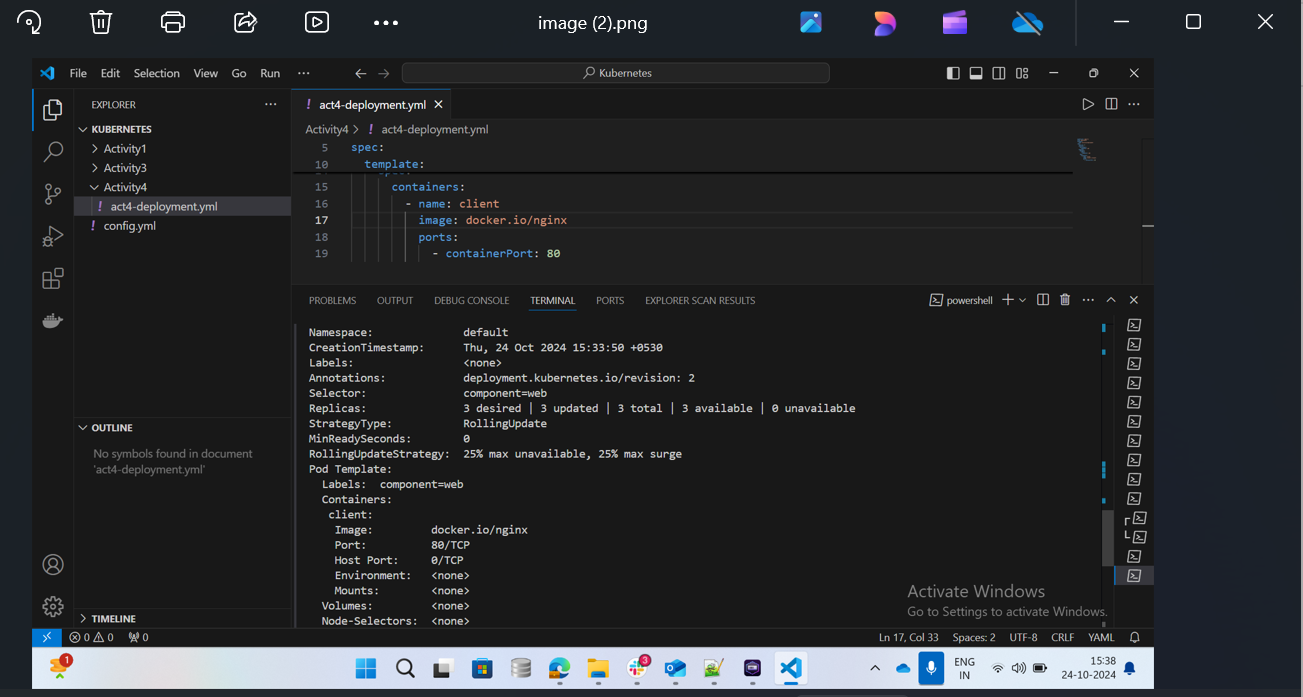 image (2).png
File Edit Selection View Go Run ...
Kubernetes
EXPLORER
KUBERNETES
Activity1
Activity3
Activity4
! act4-deployment.yml
! config.yml
OUTLINE
No symbols found in document
'act4-deployment.yml'
TIMELINE
! act4-deployment.yml
Activity4 > ! act4-deployment.yml
5 spec:
10 template:
15 containers:
16 - name: client
17 image: docker.io/nginx
18 ports:
19 - containerPort: 80
PROBLEMS OUTPUT DEBUG CONSOLE TERMINAL PORTS EXPLORER SCAN RESULTS
powershell
Namespace: default
CreationTimestamp: Thu, 24 Oct 2024 15:33:50 +0530
Labels: <none>
Annotations: deployment.kubernetes.io/revision: 2
Selector: component=web
Replicas: 3 desired | 3 updated | 3 total | 3 available | 0 unavailable
StrategyType: RollingUpdate
MinReadySeconds: 0
RollingUpdateStrategy: 25% max unavailable, 25% max surge
Pod Template:
Labels: component=web
Containers:
client:
Image: docker.io/nginx
Port: 80/TCP
Host Port: 0/TCP
Environment: <none>
Mounts: <none>
Volumes: <none>
Node-Selectors: <none>
Activate Windows
Go to Settings to activate Windows.
0 0 0
Ln 17, Col 33 Spaces: 2 UTF-8 CRLF YAML
1
3
ENG
IN
15:38
24-10-2024